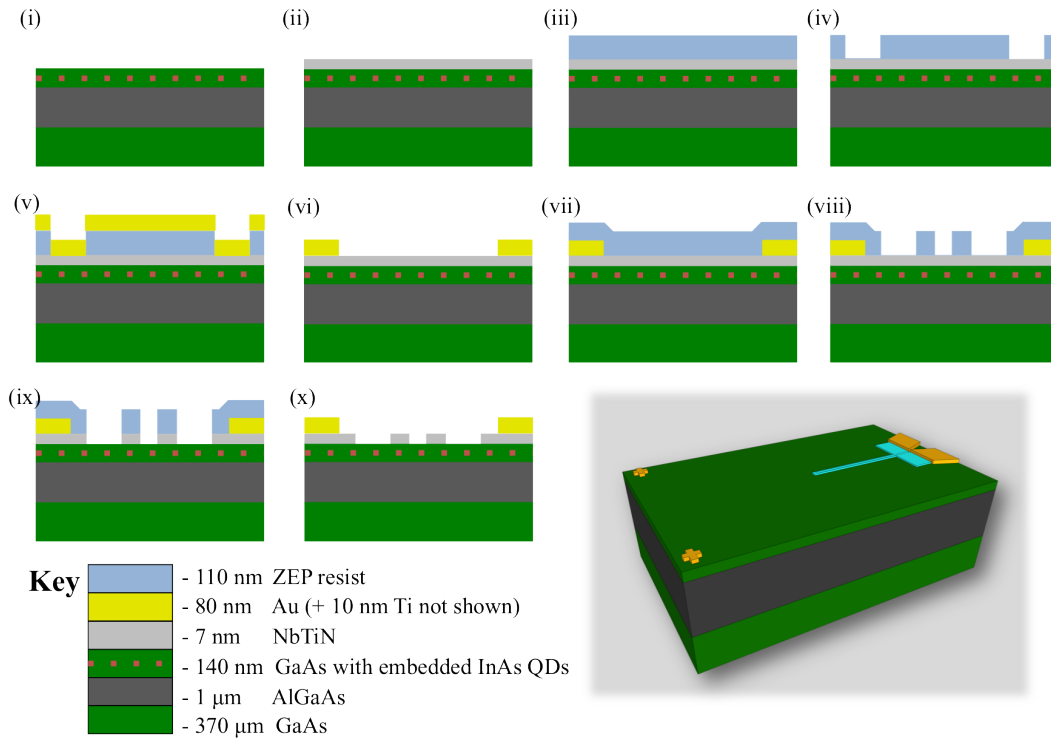 (i)
(ii)
(iii)
(iv)
(v)
(vi)
(vii)
(viii)
(ix)
(x)
Key
- 110 nm ZEP resist
- 80 nm Au (+ 10 nm Ti not shown)
- 7 nm NbTiN
- 140 nm GaAs with embedded InAs QDs
- 1 μm AlGaAs
- 370 μm GaAs